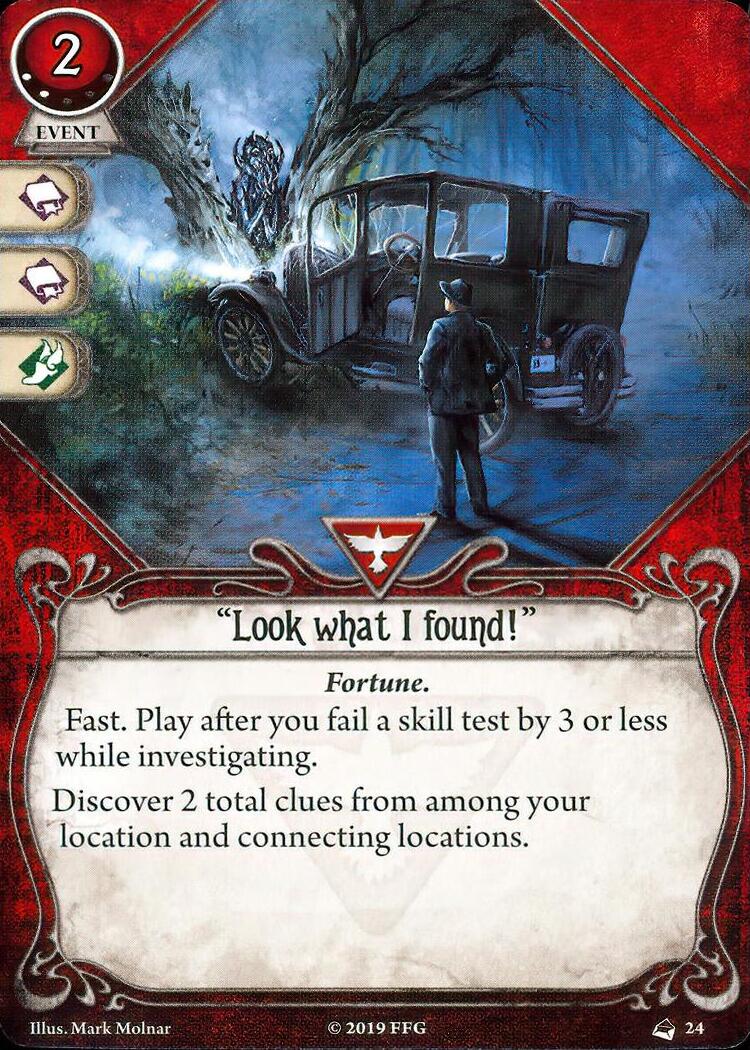 2
EVENT
“Look what I found!”
Fortune.
Fast. Play after you fail a skill test by 3 or less
while investigating.
Discover 2 total clues from among your
location and connecting locations.
Illus. Mark Molnar
© 2019 FFG
24